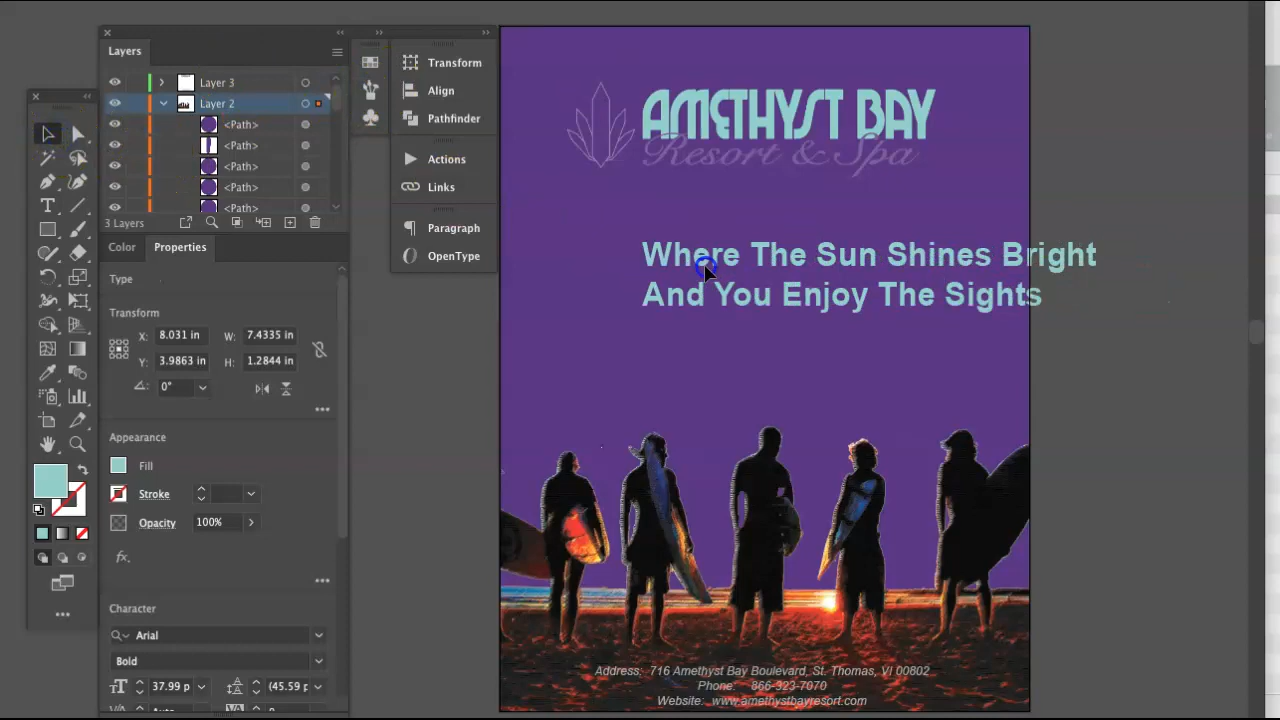 Layers
Layer 3
Layer 2
<Path>
<Path>
<Path>
<Path>
<Path>
3 Layers
Color
Properties
Type
Transform
X: 8.031 in W: 7.4335 in
Y: 3.9863 in H: 1.2844 in
0°
Appearance
Fill
Stroke
Opacity 100%
fx.
Character
Arial
Bold
37.99 p (45.59 p
Transform
Align
Pathfinder
Actions
Links
Paragraph
OpenType
AMETHYST BAY
Resort & Spa
Where The Sun Shines Bright
And You Enjoy The Sights
Address: 716 Amethyst Bay Boulevard, St. Thomas, VI 00802
Phone: 866-323-7070
Website: www.amethystbayresort.com